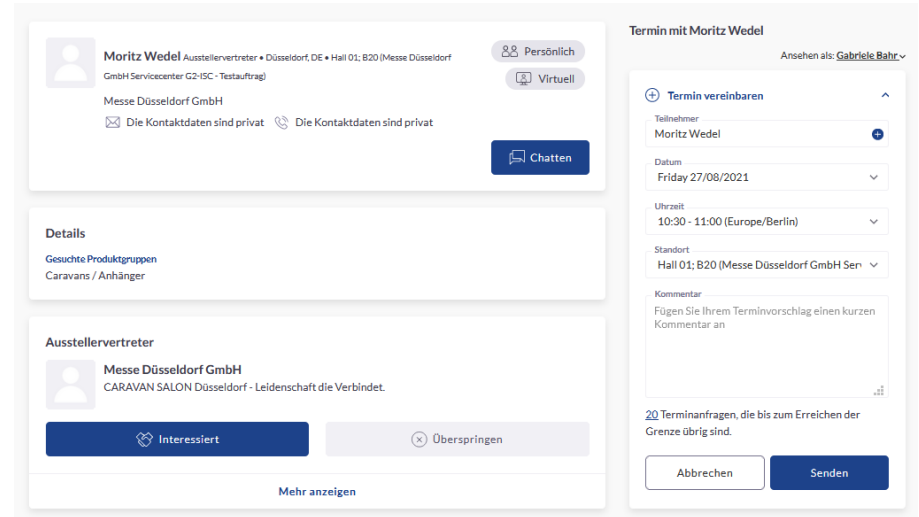 Moritz Wedel Ausstellervertreter • Düsseldorf, DE • Hall 01; B20 (Messe Düsseldorf
GmbH Servicecenter G2-ISC - Testauftrag)
Messe Düsseldorf GmbH
Die Kontaktdaten sind privat Die Kontaktdaten sind privat
Persönlich
Virtuell
Chatten
Details
Gesuchte Produktgruppen
Caravans / Anhänger
Ausstellervertreter
Messe Düsseldorf GmbH
CARAVAN SALON Düsseldorf - Leidenschaft die Verbindet.
Interessiert
Überspringen
Mehr anzeigen
Termin mit Moritz Wedel
Ansehen als: Gabriele Bahr
Termin vereinbaren
Teilnehmer
Moritz Wedel
Datum
Friday 27/08/2021
Uhrzeit
10:30 - 11:00 (Europe/Berlin)
Standort
Hall 01; B20 (Messe Düsseldorf GmbH Ser
Kommentar
Fügen Sie Ihrem Terminvorschlag einen kurzen
Kommentar an
20 Terminanfragen, die bis zum Erreichen der
Grenze übrig sind.
Abbrechen
Senden